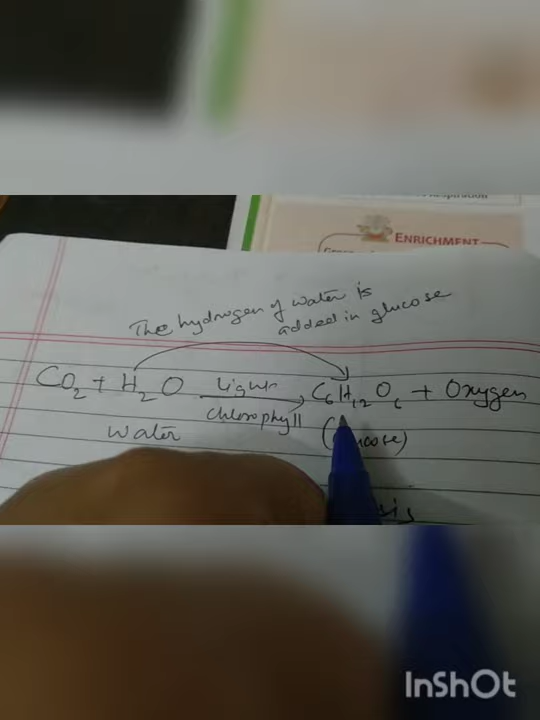 ENRICHMENT
The hydrogen of water is
added in glucose
CO2 + H2O Light C6H12O6 + Oxygen
chlorophyll
water
InShOt